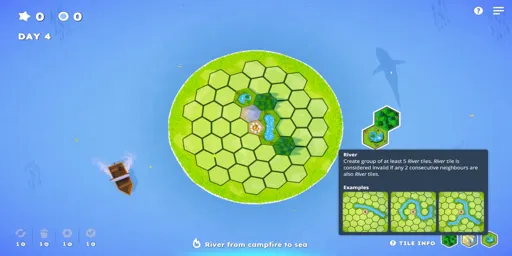 0 0
DAY 4
River
Create group of at least 5 River tiles. River tile is
considered invalid if any 2 consecutive neighbours are
also River tiles.
Examples
River from campfire to sea
TILE INFO
10 10 10 10